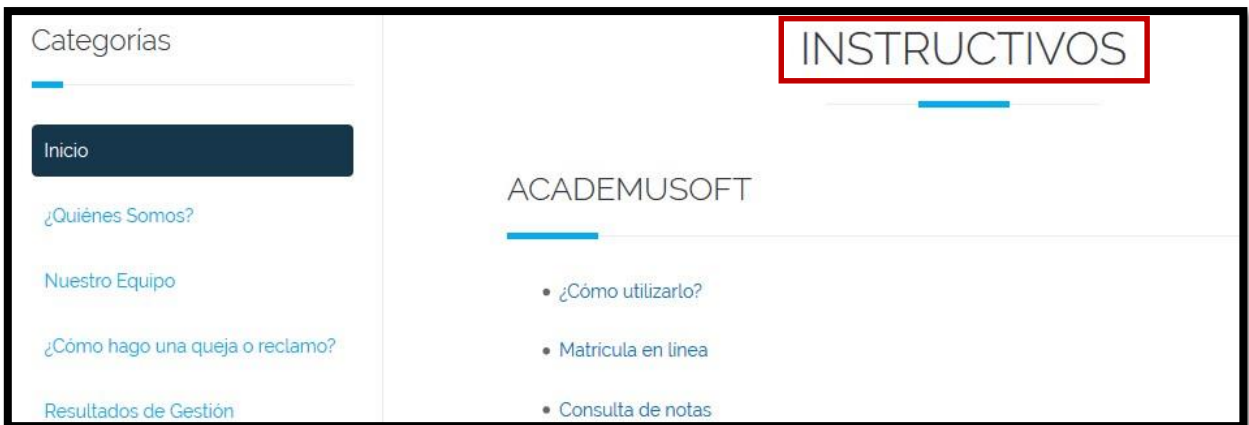 Categorías
Inicio
¿Quiénes Somos?
Nuestro Equipo
¿Cómo hago una queja o reclamo?
Resultados de Gestión
INSTRUCTIVOS
ACADEMUSOFT
• ¿Cómo utilizarlo?
• Matricula en linea
• Consulta de notas